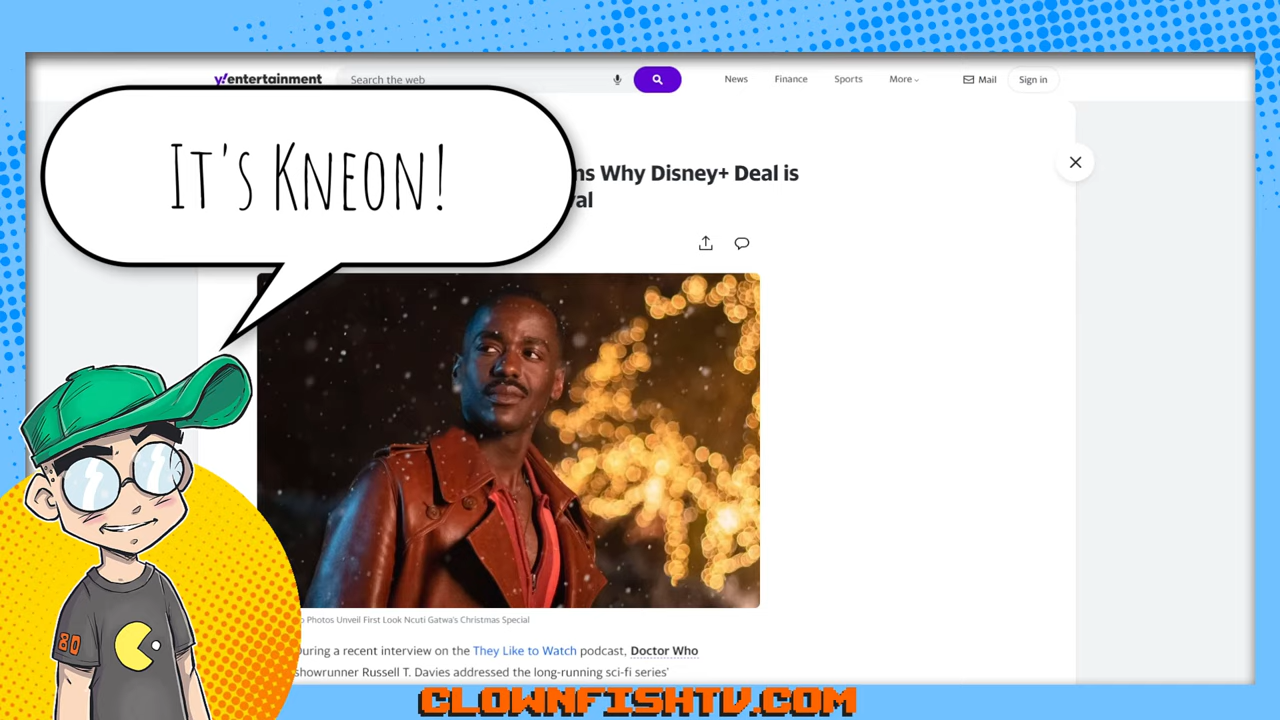 y!entertainment
Search the web
News
Finance
Sports
More
Mail
Sign in
It's Kneon!
ns Why Disney+ Deal is
Photos Unveil First Look Ncuti Gatwa's Christmas Special
During a recent interview on the They Like to Watch podcast, Doctor Who
showrunner Russell T. Davies addressed the long-running sci-fi series'
80
CLOWNFISHTV.COM